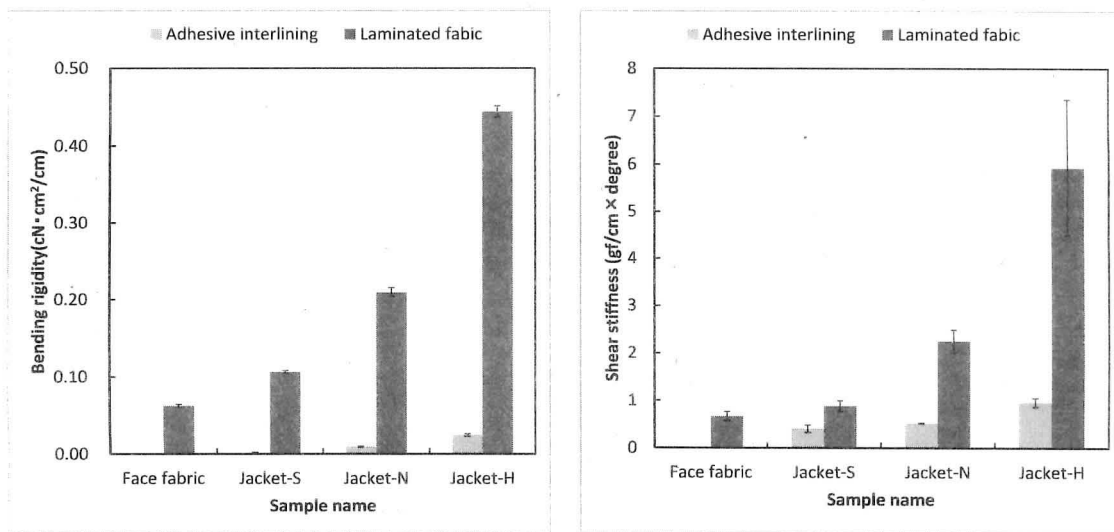 Adhesive interlining Laminated fabic
0.50
0.40
0.30
0.20
0.10
0.00
Bending rigidity(cN·cm²/cm)
Face fabric Jacket-S Jacket-N Jacket-H
Sample name
Adhesive interlining Laminated fabic
8
7
6
5
4
3
2
1
0
Shear stiffness (gf/cm×degree)
Face fabric Jacket-S Jacket-N Jacket-H
Sample name